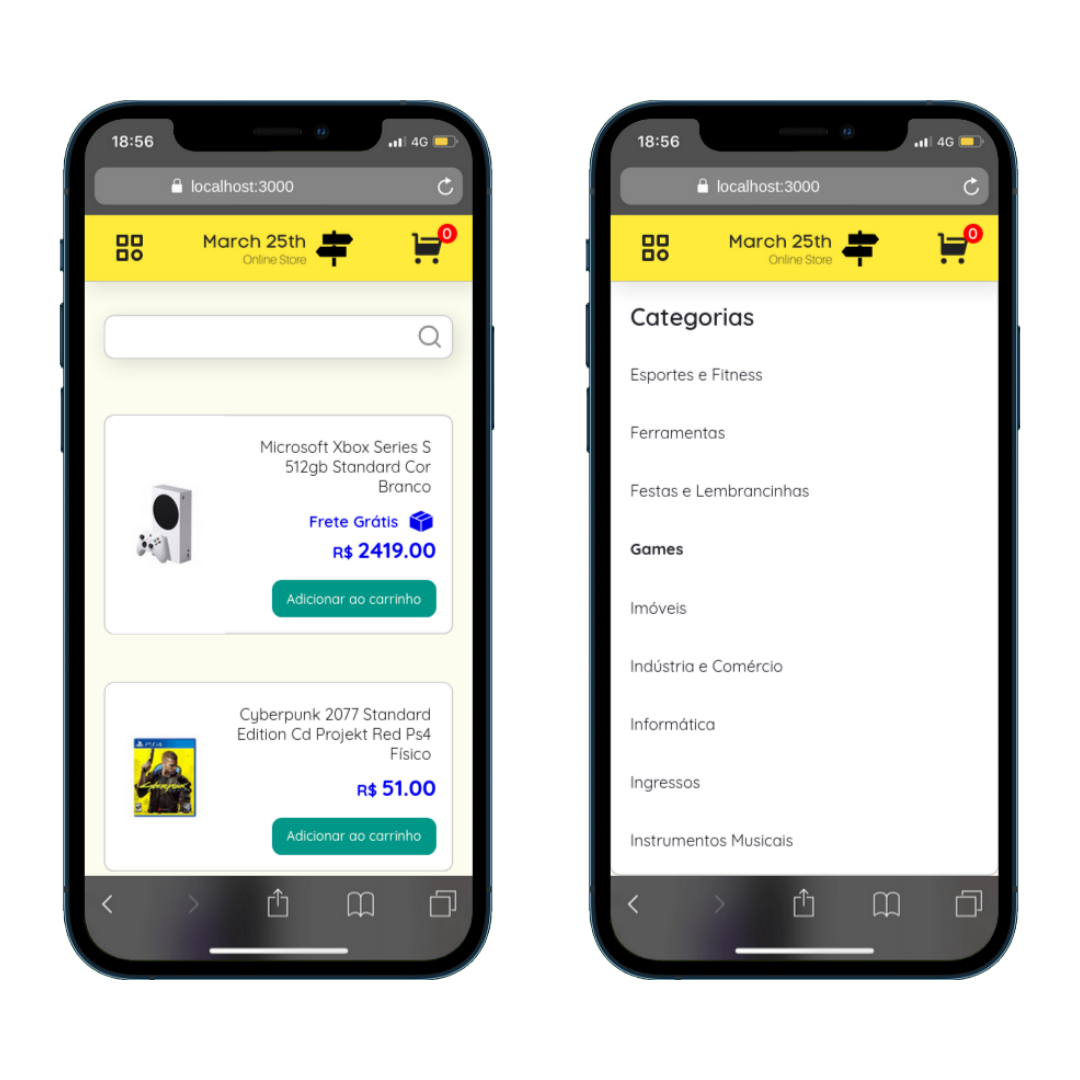 18:56
4G
localhost:3000
March 25th
Online Store
0
Microsoft Xbox Series S
512gb Standard Cor
Branco
Frete Grátis
R$ 2419.00
Adicionar ao carrinho
Cyberpunk 2077 Standard
Edition Cd Projekt Red Ps4
Físico
PS4
Cyberpunk
R$ 51.00
Adicionar ao carrinho
18:56
4G
localhost:3000
March 25th
Online Store
0
Categorias
Esportes e Fitness
Ferramentas
Festas e Lembrancinhas
Games
Imóveis
Indústria e Comércio
Informática
Ingressos
Instrumentos Musicais